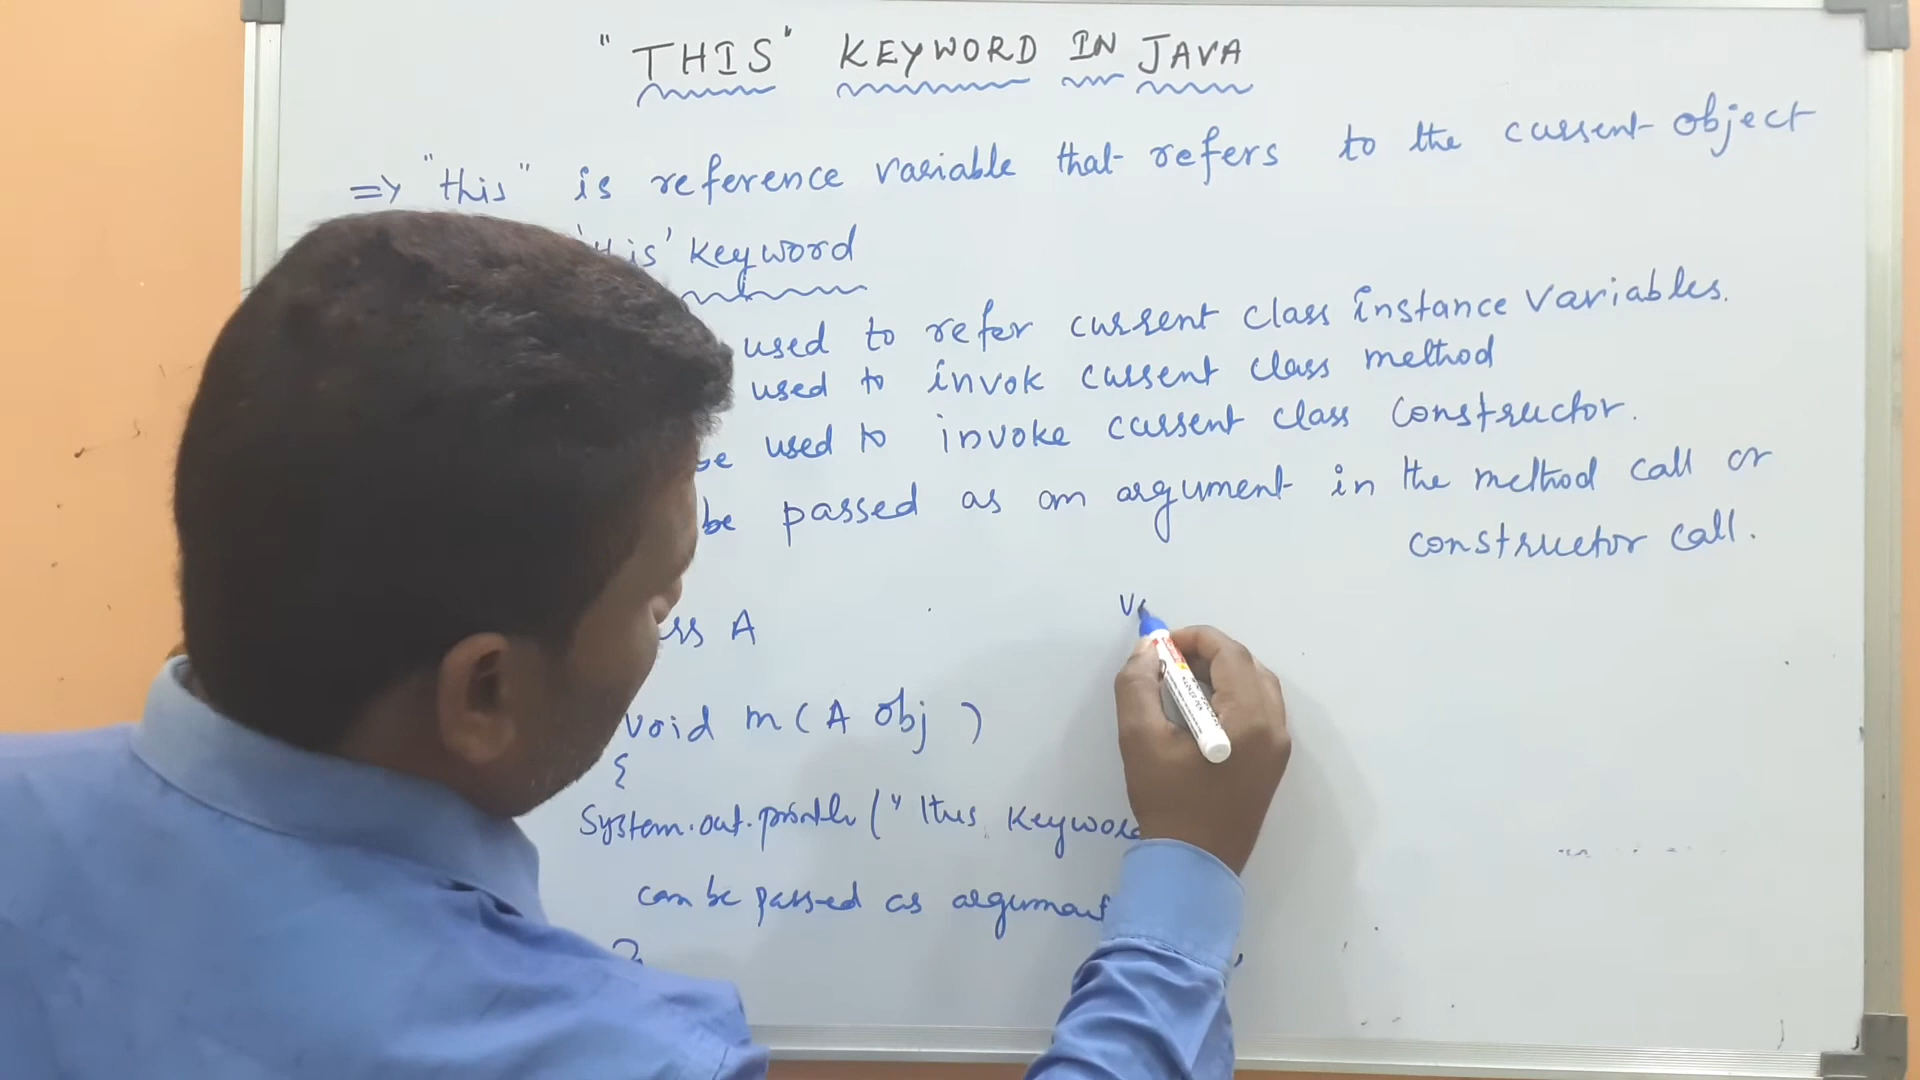 "THIS" KEYWORD IN JAVA
=> "this" is reference variable that refers to the current object
'this' keyword
used to refer current class instance variables.
used to invok current class method
be used to invoke current class constructor.
be passed as an argument in the method call or
constructor call.
A
void m(A obj )
{
System.out.println("this keyword
can be passed as argument
}